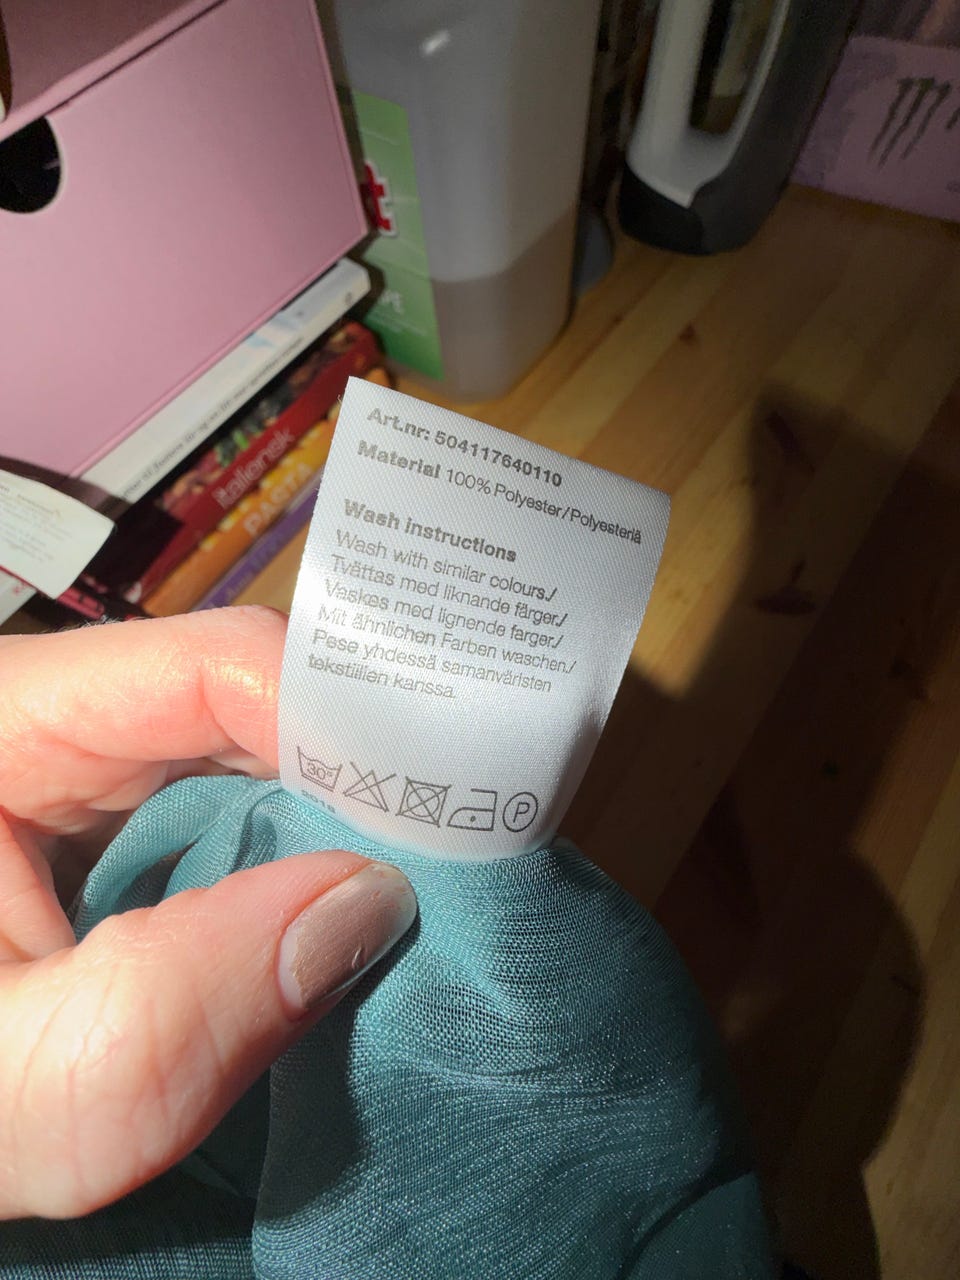 Art.nr: 504117640110
Material 100% Polyester/Polyesteriä
Wash instructions
Wash with similar colours./
Tvättas med liknande färger./
Vaskes med lignende farger./
Mit ähnlichen Farben waschen./
Pese yhdessä samanväristen
tekstiilien kanssa.
30°
P
2019
Italiensk
PASTA
t